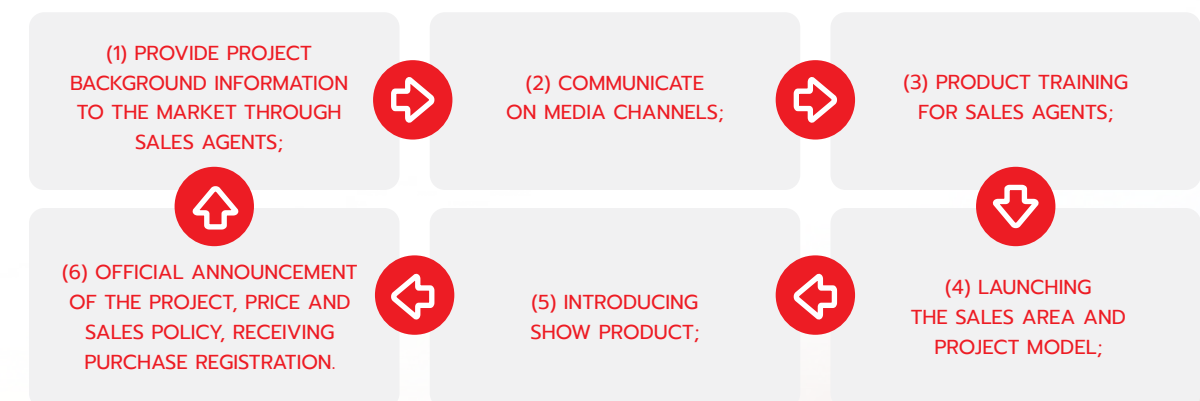 (1) PROVIDE PROJECT
BACKGROUND INFORMATION
TO THE MARKET THROUGH
SALES AGENTS;
(2) COMMUNICATE
ON MEDIA CHANNELS;
(3) PRODUCT TRAINING
FOR SALES AGENTS;
(4) LAUNCHING
THE SALES AREA AND
PROJECT MODEL;
(5) INTRODUCING
SHOW PRODUCT;
(6) OFFICIAL ANNOUNCEMENT
OF THE PROJECT, PRICE AND
SALES POLICY, RECEIVING
PURCHASE REGISTRATION.